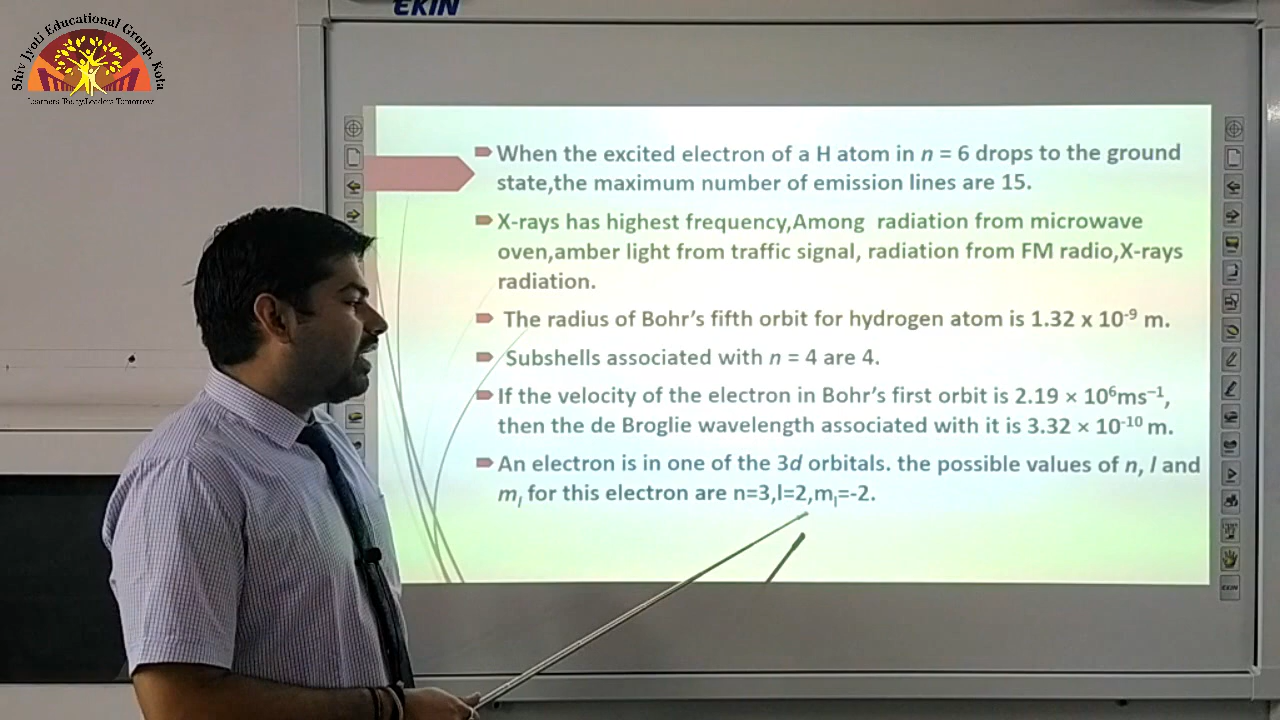 EKIN
Shiv Jyoti Educational Group, Kota
Learners Today, Leaders Tomorrow
When the excited electron of a H atom in n = 6 drops to the ground
state,the maximum number of emission lines are 15.
X-rays has highest frequency,Among radiation from microwave
oven,amber light from traffic signal, radiation from FM radio,X-rays
radiation.
The radius of Bohr’s fifth orbit for hydrogen atom is 1.32 x 10⁻⁹ m.
Subshells associated with n = 4 are 4.
If the velocity of the electron in Bohr’s first orbit is 2.19 × 10⁶ms⁻¹,
then the de Broglie wavelength associated with it is 3.32 × 10⁻¹⁰ m.
An electron is in one of the 3d orbitals. the possible values of n, l and
mₗ for this electron are n=3,l=2,mₗ=-2.
EKIN